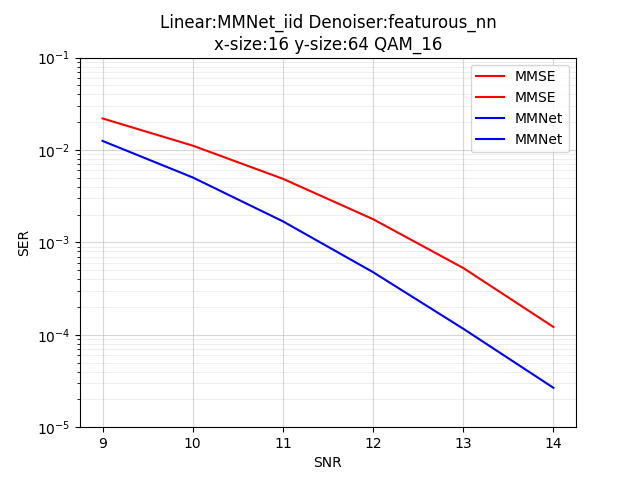 Linear:MMNet_iid Denoiser:featurous_nn
x-size:16 y-size:64 QAM_16
MMSE
MMSE
MMNet
MMNet
10⁻¹
10⁻²
10⁻³
10⁻⁴
10⁻⁵
SER
9 10 11 12 13 14
SNR